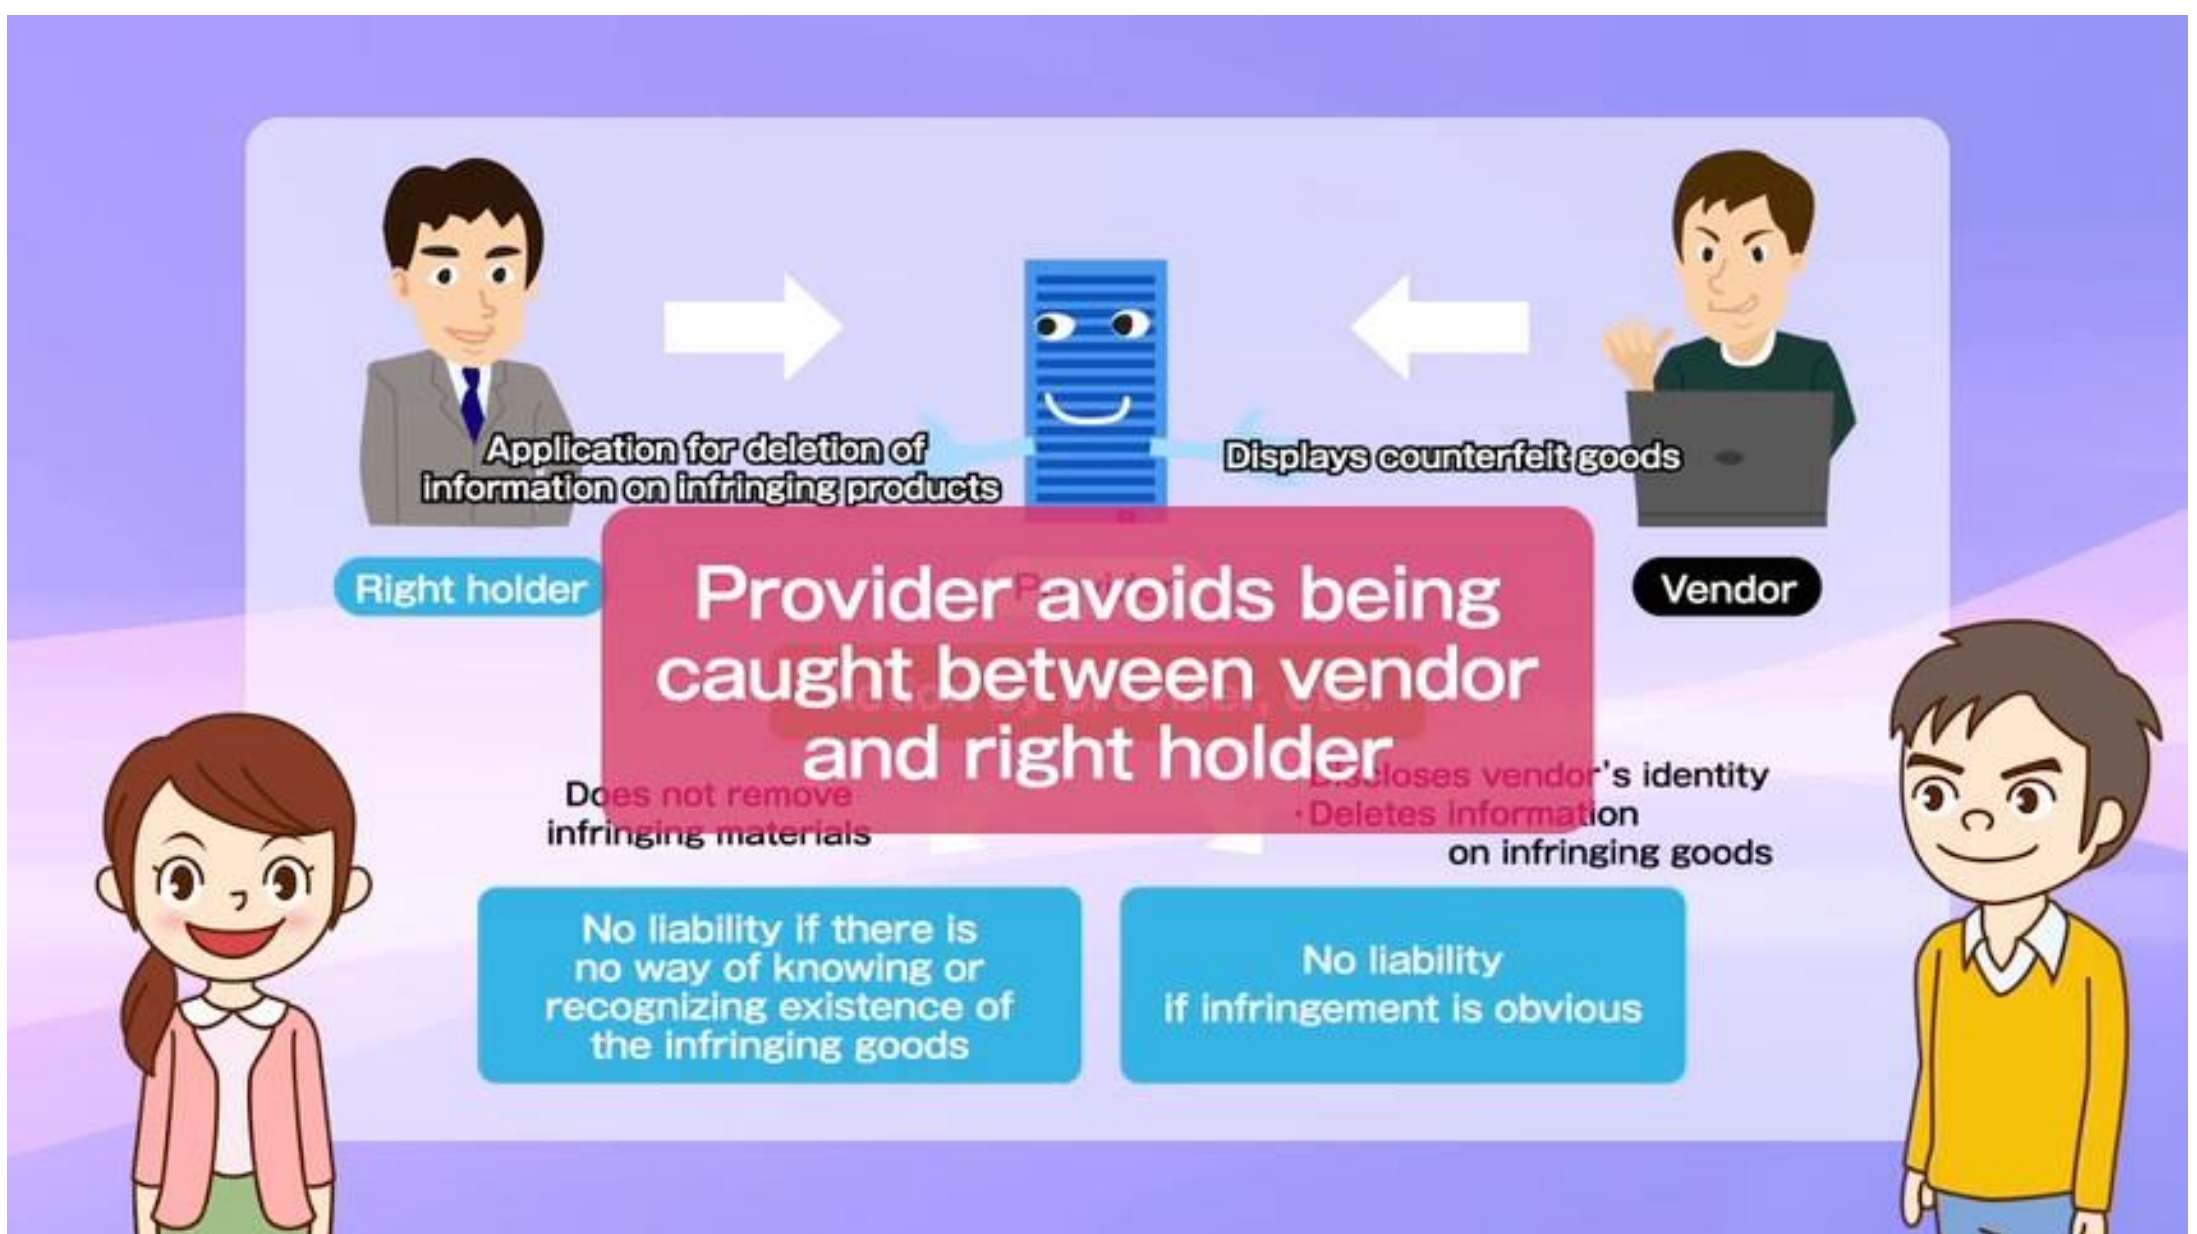 Application for deletion of
information on infringing products
Displays counterfeit goods
Right holder
Provider avoids being
caught between vendor
and right holder
Vendor
Does not remove
infringing materials
Discloses vendor's identity
・Deletes information
on infringing goods
No liability if there is
no way of knowing or
recognizing existence of
the infringing goods
No liability
if infringement is obvious